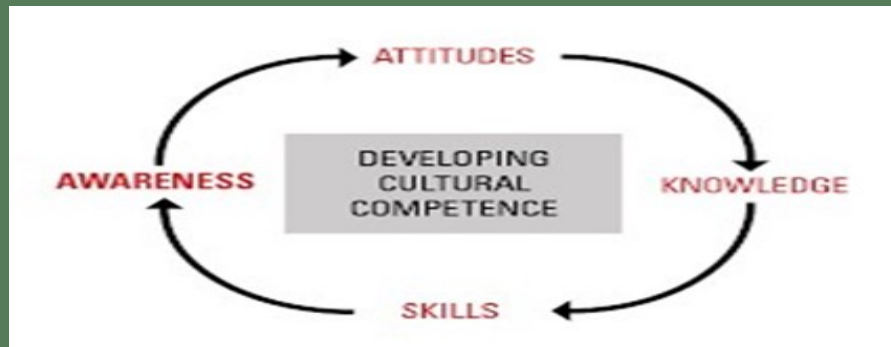 ATTITUDES
DEVELOPING
CULTURAL
COMPETENCE
AWARENESS
KNOWLEDGE
SKILLS